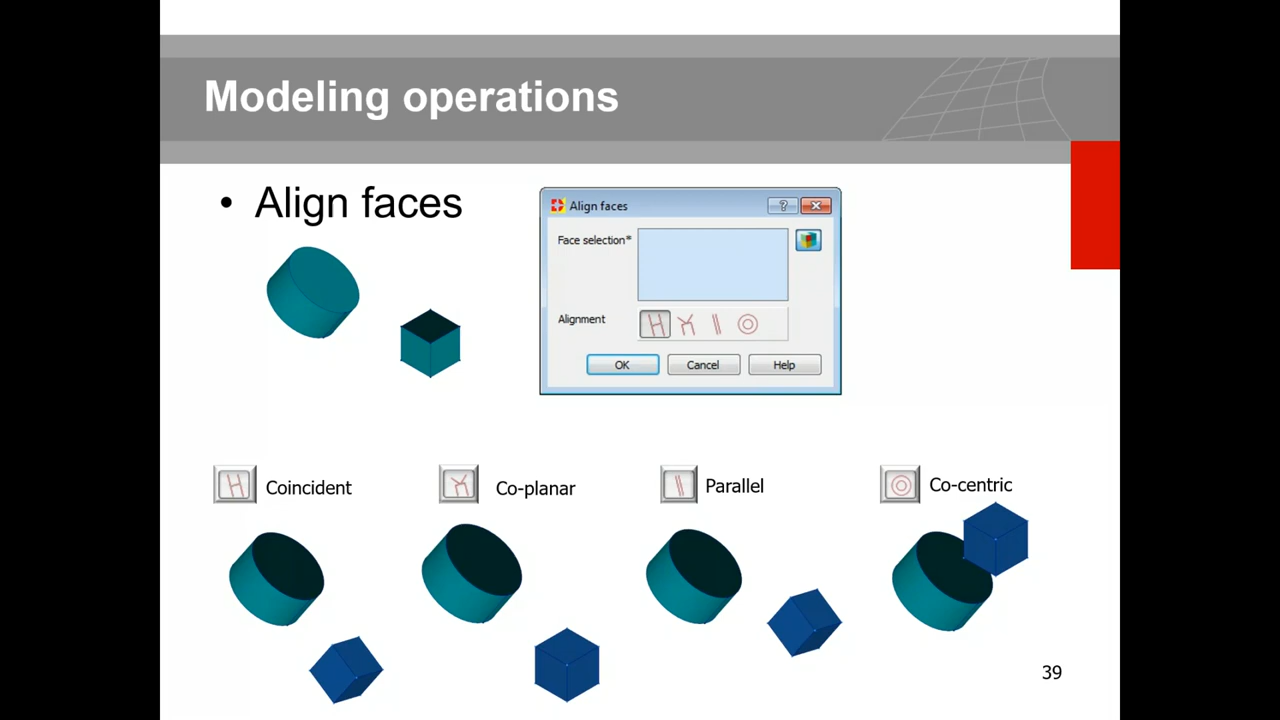 Modeling operations
• Align faces
Align faces
Face selection*
Alignment
OK Cancel Help
Coincident Co-planar Parallel Co-centric
39